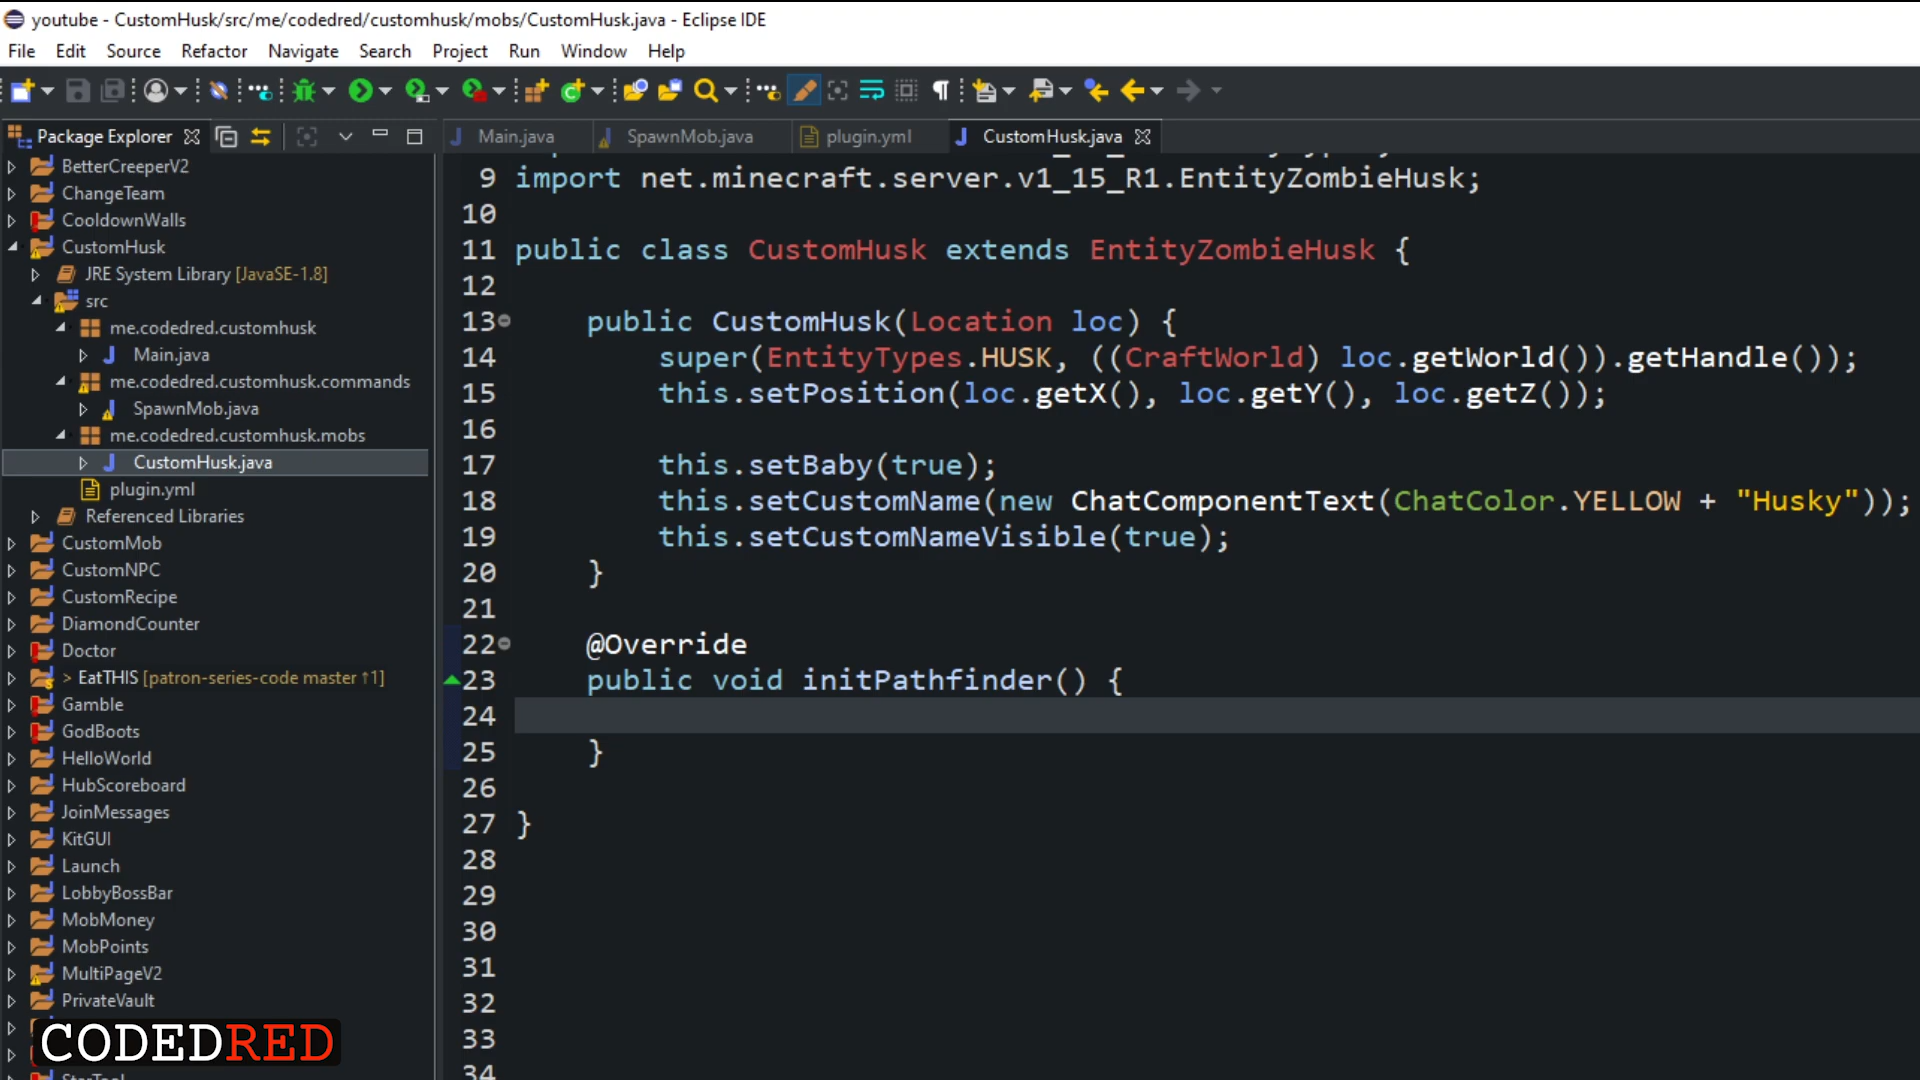 youtube - CustomHusk/src/me/codedred/customhusk/mobs/CustomHusk.java - Eclipse IDE
File Edit Source Refactor Navigate Search Project Run Window Help
Package Explorer
Main.java SpawnMob.java plugin.yml CustomHusk.java
BetterCreeperV2
ChangeTeam
CooldownWalls
CustomHusk
JRE System Library [JavaSE-1.8]
src
me.codedred.customhusk
Main.java
me.codedred.customhusk.commands
SpawnMob.java
me.codedred.customhusk.mobs
CustomHusk.java
plugin.yml
Referenced Libraries
CustomMob
CustomNPC
CustomRecipe
DiamondCounter
Doctor
> EatTHIS [patron-series-code master ↑1]
Gamble
GodBoots
HelloWorld
HubScoreboard
JoinMessages
KitGUI
Launch
LobbyBossBar
MobMoney
MobPoints
MultiPageV2
PrivateVault
CODEDRED
9 import net.minecraft.server.v1_15_R1.EntityZombieHusk;
10
11 public class CustomHusk extends EntityZombieHusk {
12
13 public CustomHusk(Location loc) {
14 super(EntityTypes.HUSK, ((CraftWorld) loc.getWorld()).getHandle());
15 this.setPosition(loc.getX(), loc.getY(), loc.getZ());
16
17 this.setBaby(true);
18 this.setCustomName(new ChatComponentText(ChatColor.YELLOW + "Husky"));
19 this.setCustomNameVisible(true);
20 }
21
22 @Override
23 public void initPathfinder() {
24
25 }
26
27 }
28
29
30
31
32
33
34